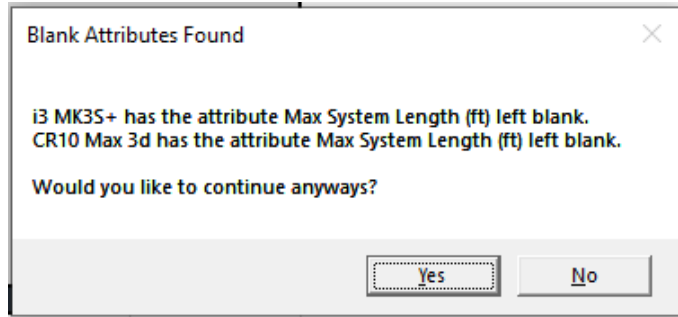 Blank Attributes Found
i3 MK3S+ has the attribute Max System Length (ft) left blank.
CR10 Max 3d has the attribute Max System Length (ft) left blank.
Would you like to continue anyways?
Yes
No